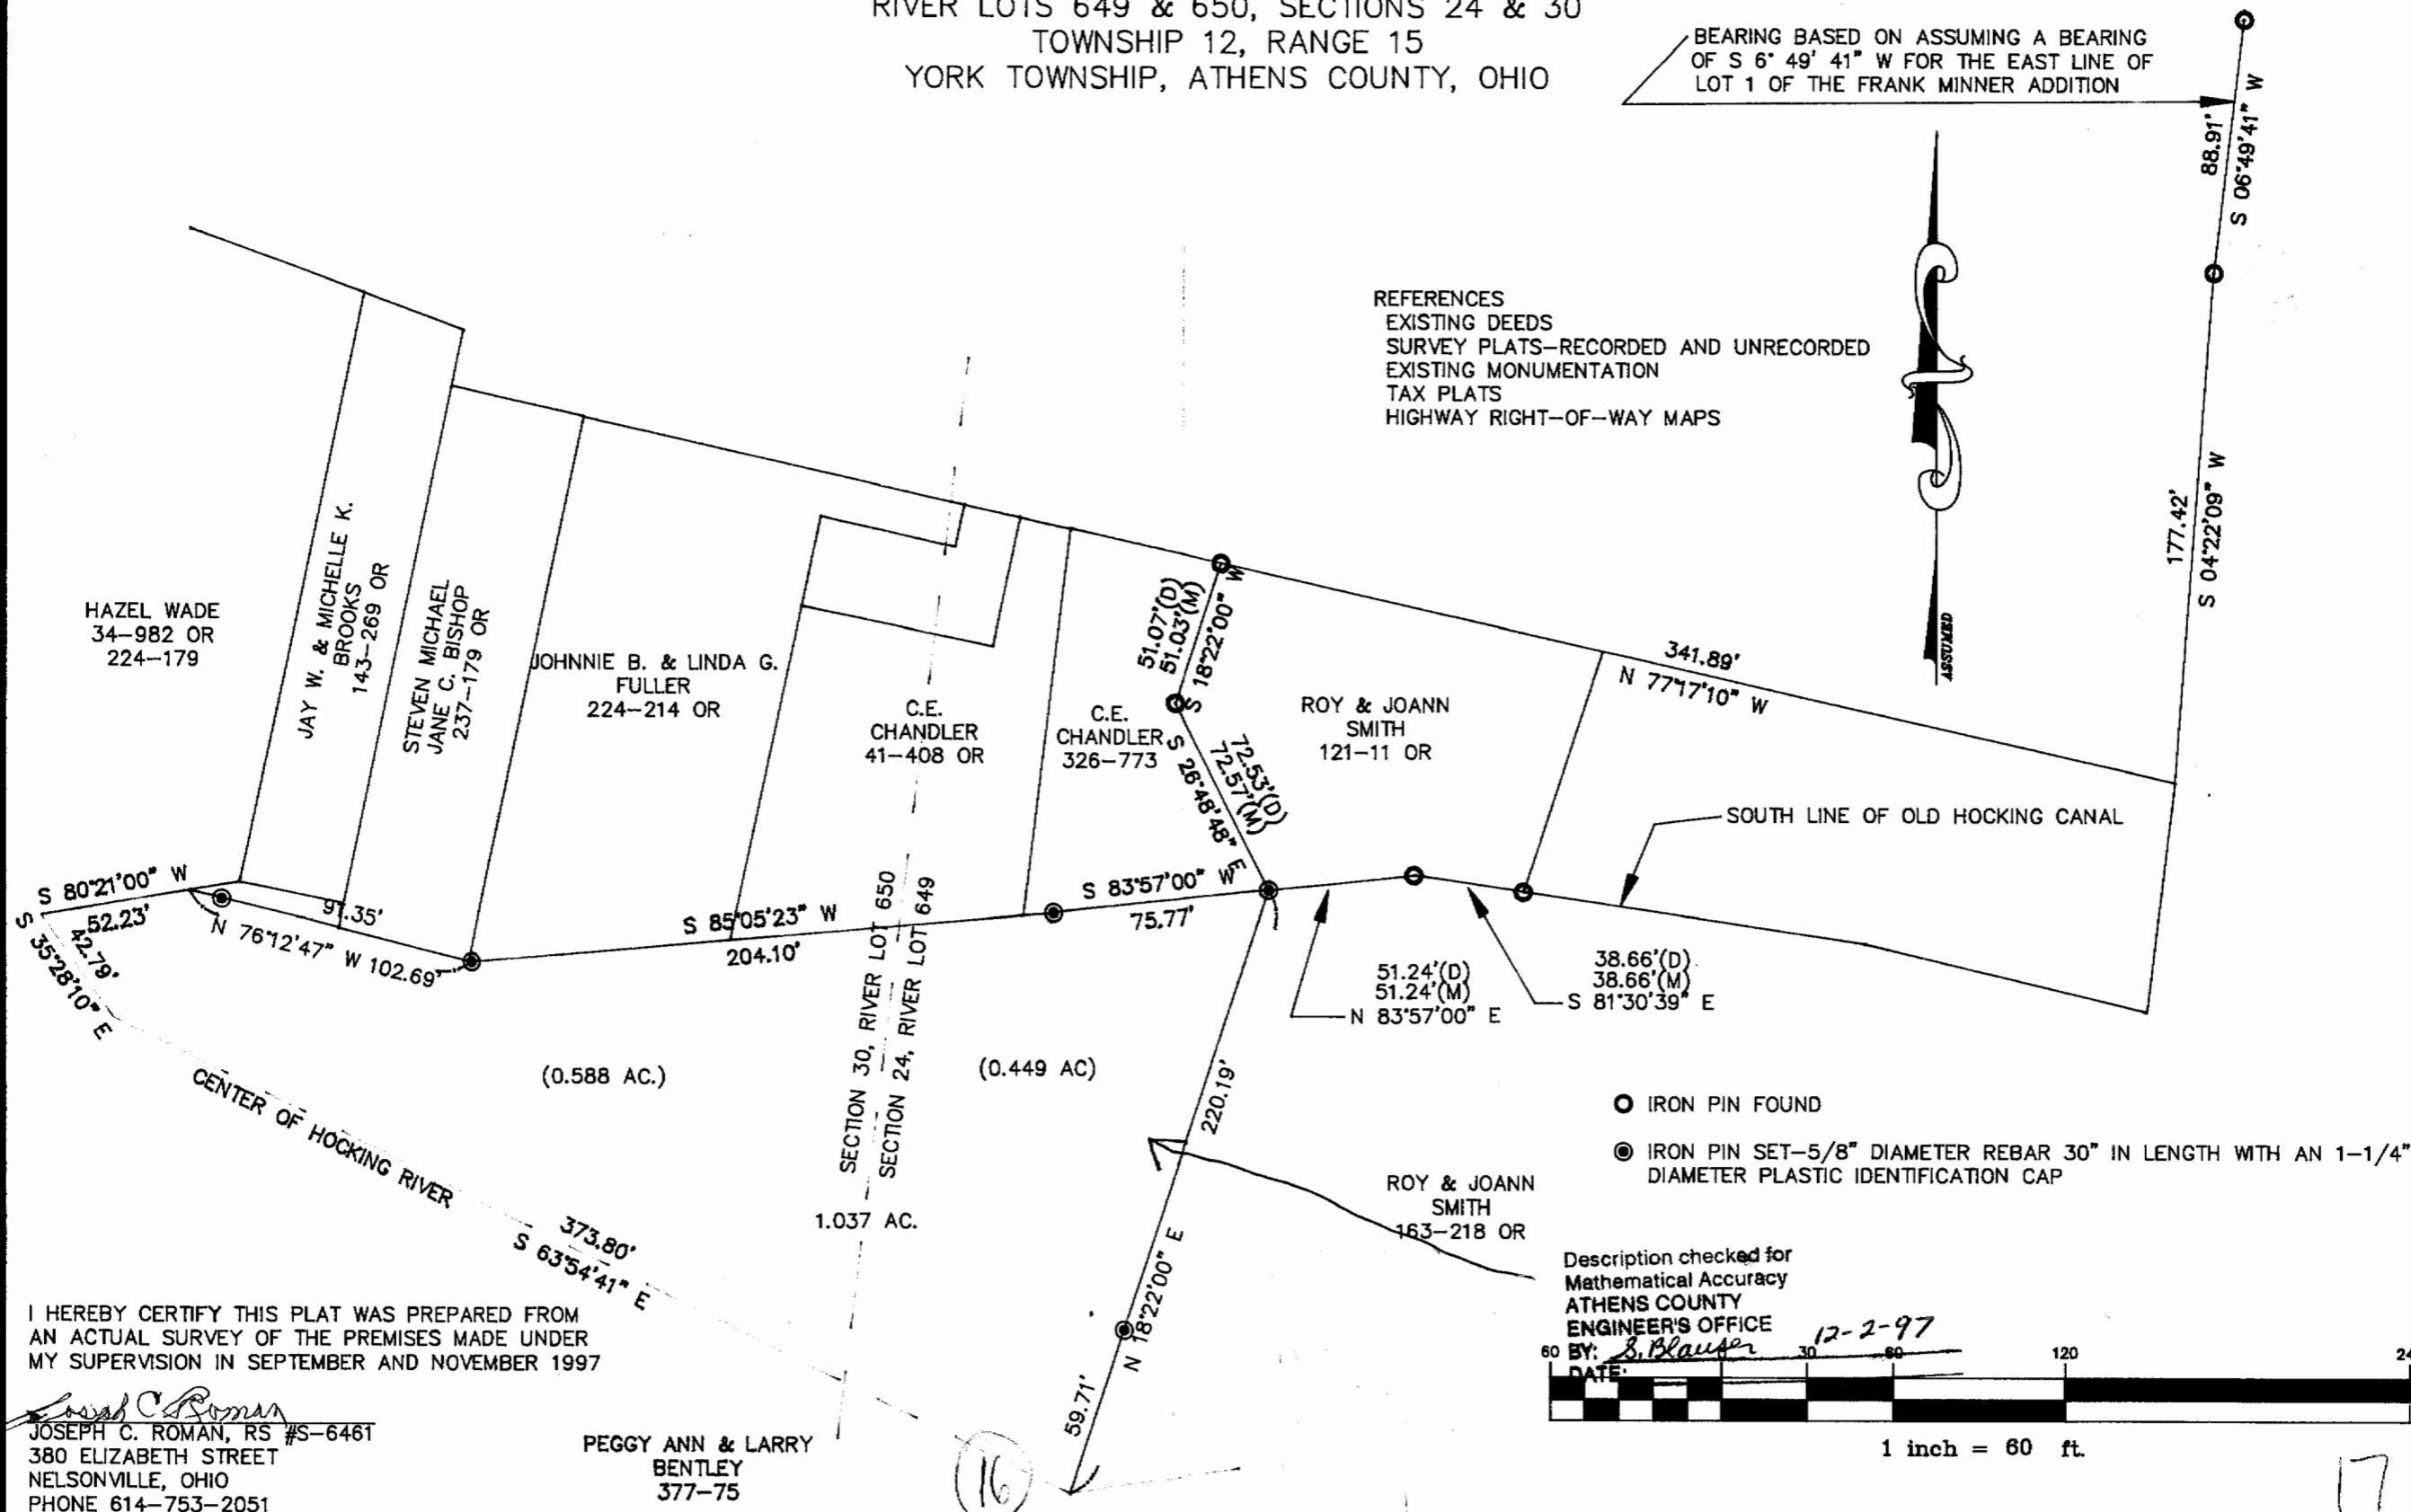 RIVER LOTS 649 & 650, SECTIONS 24 & 30
TOWNSHIP 12, RANGE 15
YORK TOWNSHIP, ATHENS COUNTY, OHIO
BEARING BASED ON ASSUMING A BEARING
OF S 6° 49' 41" W FOR THE EAST LINE OF
LOT 1 OF THE FRANK MINNER ADDITION
88.91'
S 06°49'41" W
REFERENCES
EXISTING DEEDS
SURVEY PLATS-RECORDED AND UNRECORDED
EXISTING MONUMENTATION
TAX PLATS
HIGHWAY RIGHT-OF-WAY MAPS
ASSUMED
177.42'
S 04°22'09" W
HAZEL WADE
34-982 OR
224-179
JAY W. & MICHELLE K.
BROOKS
143-269 OR
STEVEN MICHAEL
JANE C. BISHOP
237-179 OR
JOHNNIE B. & LINDA G.
FULLER
224-214 OR
C.E.
CHANDLER
41-408 OR
C.E.
CHANDLER
326-773
51.07'(D)
51.03'(M)
S 18°22'00" W
72.53'(D)
72.57'(M)
S 26°48'48" E
ROY & JOANN
SMITH
121-11 OR
341.89'
N 77°17'10" W
SOUTH LINE OF OLD HOCKING CANAL
S 80°21'00" W
52.23'
S 35°28'10" E
42.79'
97.35'
N 76°12'47" W 102.69'
S 85°05'23" W
204.10'
S 83°57'00" W
75.77'
51.24'(D)
51.24'(M)
N 83°57'00" E
38.66'(D)
38.66'(M)
S 81°30'39" E
SECTION 30, RIVER LOT 650
SECTION 24, RIVER LOT 649
(0.588 AC.)
(0.449 AC)
1.037 AC.
CENTER OF HOCKING RIVER
373.80'
S 63°54'41" E
220.19'
N 18°22'00" E
59.71'
ROY & JOANN
SMITH
163-218 OR
IRON PIN FOUND
IRON PIN SET-5/8" DIAMETER REBAR 30" IN LENGTH WITH AN 1-1/4"
DIAMETER PLASTIC IDENTIFICATION CAP
I HEREBY CERTIFY THIS PLAT WAS PREPARED FROM
AN ACTUAL SURVEY OF THE PREMISES MADE UNDER
MY SUPERVISION IN SEPTEMBER AND NOVEMBER 1997
Joseph C. Roman
JOSEPH C. ROMAN, RS #S-6461
380 ELIZABETH STREET
NELSONVILLE, OHIO
PHONE 614-753-2051
PEGGY ANN & LARRY
BENTLEY
377-75
16
Description checked for
Mathematical Accuracy
ATHENS COUNTY
ENGINEER'S OFFICE
BY: S. Blauser 12-2-97
DATE:
60 30 60 120
1 inch = 60 ft.